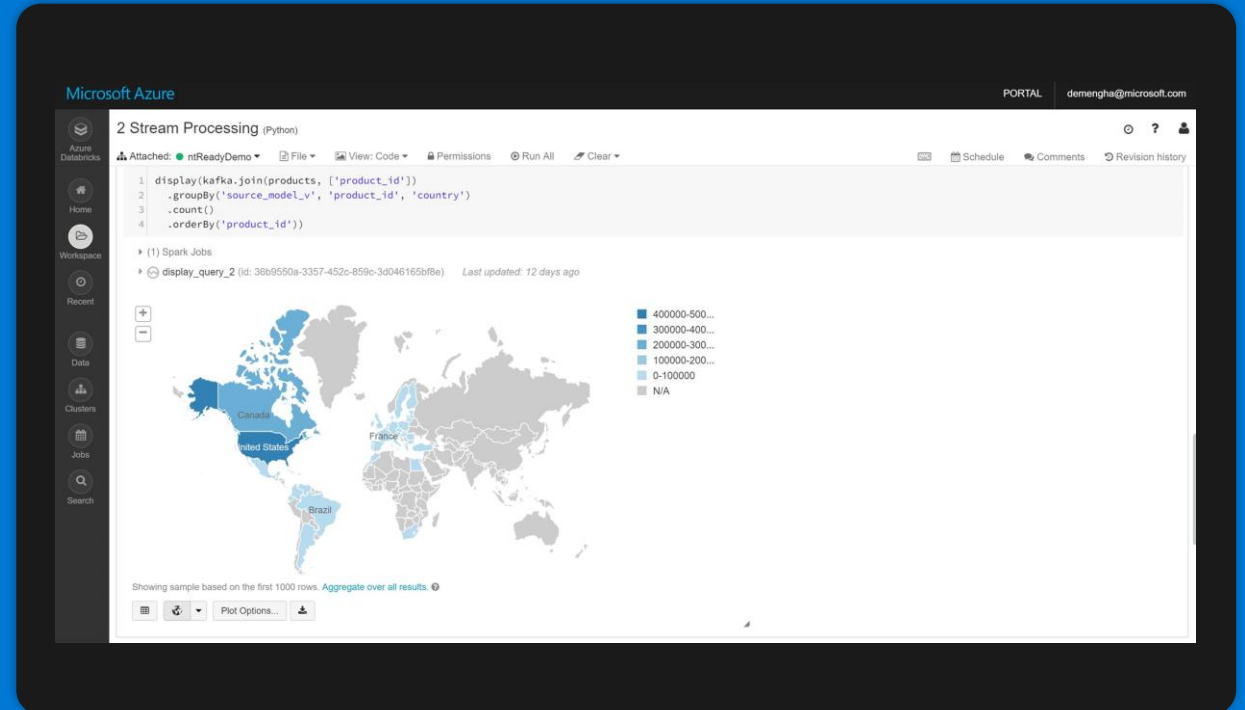 Microsoft Azure
PORTAL
demengha@microsoft.com
Azure
Databricks
Home
Workspace
Recent
Data
Clusters
Jobs
Search
2 Stream Processing (Python)
?
Attached: ntReadyDemo File View: Code Permissions Run All Clear Schedule Comments Revision history
1 display(kafka.join(products, ['product_id'])
2 .groupBy('source_model_v', 'product_id', 'country')
3 .count()
4 .orderBy('product_id'))
(1) Spark Jobs
display_query_2 (id: 36b9550a-3357-452c-859c-3d046165bf8e) Last updated: 12 days ago
+
−
Canada
United States
France
Brazil
400000-500...
300000-400...
200000-300...
100000-200...
0-100000
N/A
Showing sample based on the first 1000 rows. Aggregate over all results. ?
Plot Options...